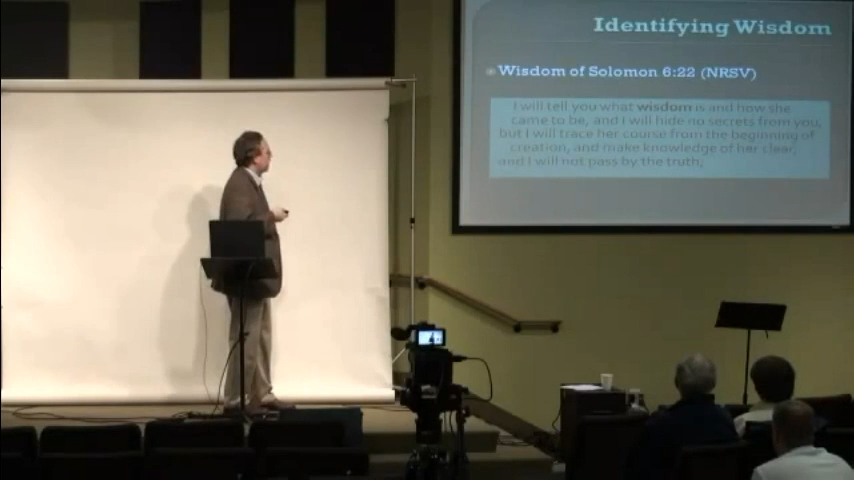 Identifying Wisdom
Wisdom of Solomon 6:22 (NRSV)
I will tell you what wisdom is and how she
came to be, and I will hide no secrets from you,
but I will trace her course from the beginning of
creation, and make knowledge of her clear,
and I will not pass by the truth,